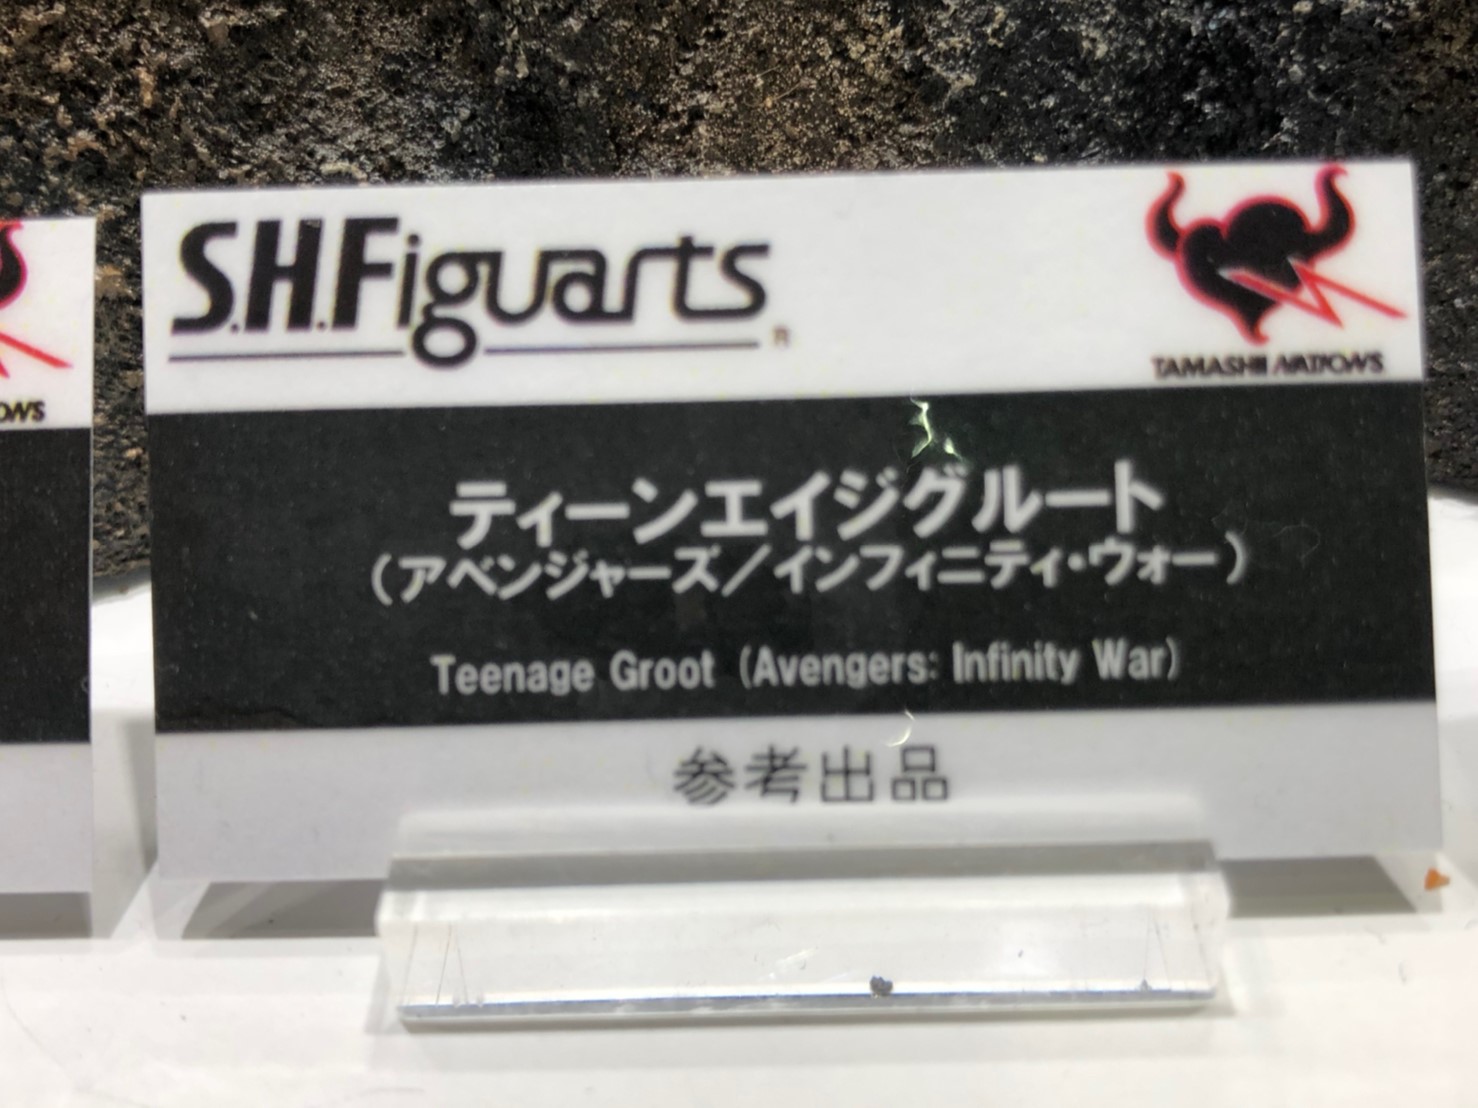 S.H.Figuarts
®
TAMASHII NATIONS
ティーンエイジグルート
（アベンジャーズ／インフィニティ・ウォー）
Teenage Groot (Avengers: Infinity War)
参考出品